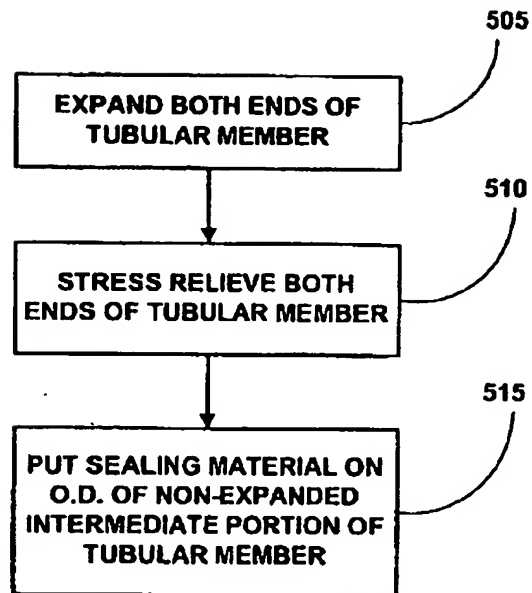 505
EXPAND BOTH ENDS OF
TUBULAR MEMBER
510
STRESS RELIEVE BOTH
ENDS OF TUBULAR MEMBER
515
PUT SEALING MATERIAL ON
O.D. OF NON-EXPANDED
INTERMEDIATE PORTION OF
TUBULAR MEMBER